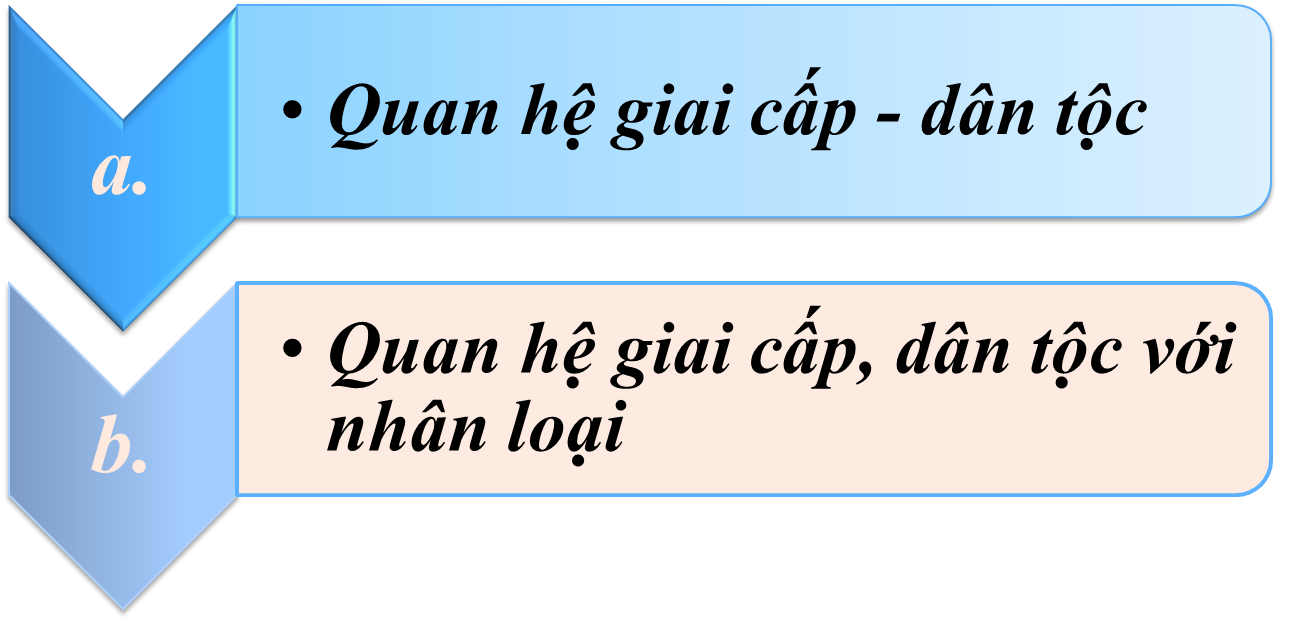 a.
• Quan hệ giai cấp - dân tộc
b.
• Quan hệ giai cấp, dân tộc với
nhân loại